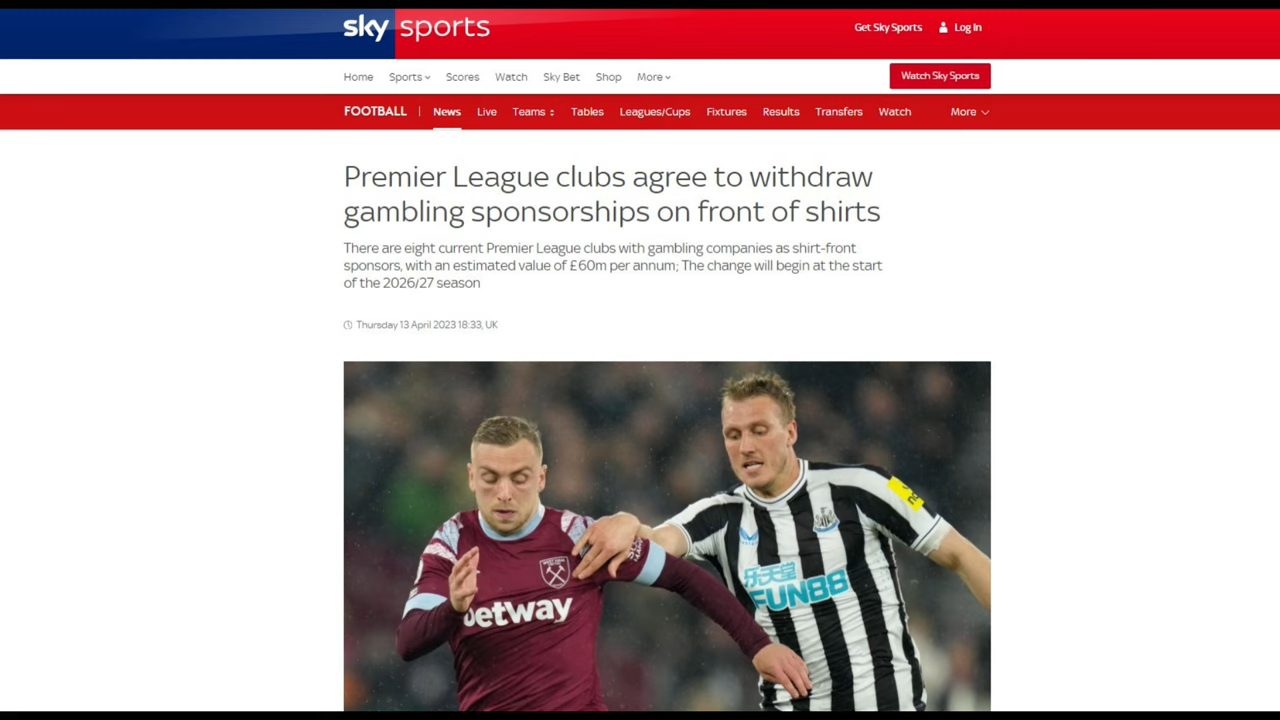 sky sports
Get Sky Sports
Log In
Home
Sports
Scores
Watch
Sky Bet
Shop
More
Watch Sky Sports
FOOTBALL
News
Live
Teams
Tables
Leagues/Cups
Fixtures
Results
Transfers
Watch
More
Premier League clubs agree to withdraw
gambling sponsorships on front of shirts
There are eight current Premier League clubs with gambling companies as shirt-front
sponsors, with an estimated value of £60m per annum; The change will begin at the start
of the 2026/27 season
Thursday 13 April 2023 18:33, UK
betway
乐天堂
FUN88